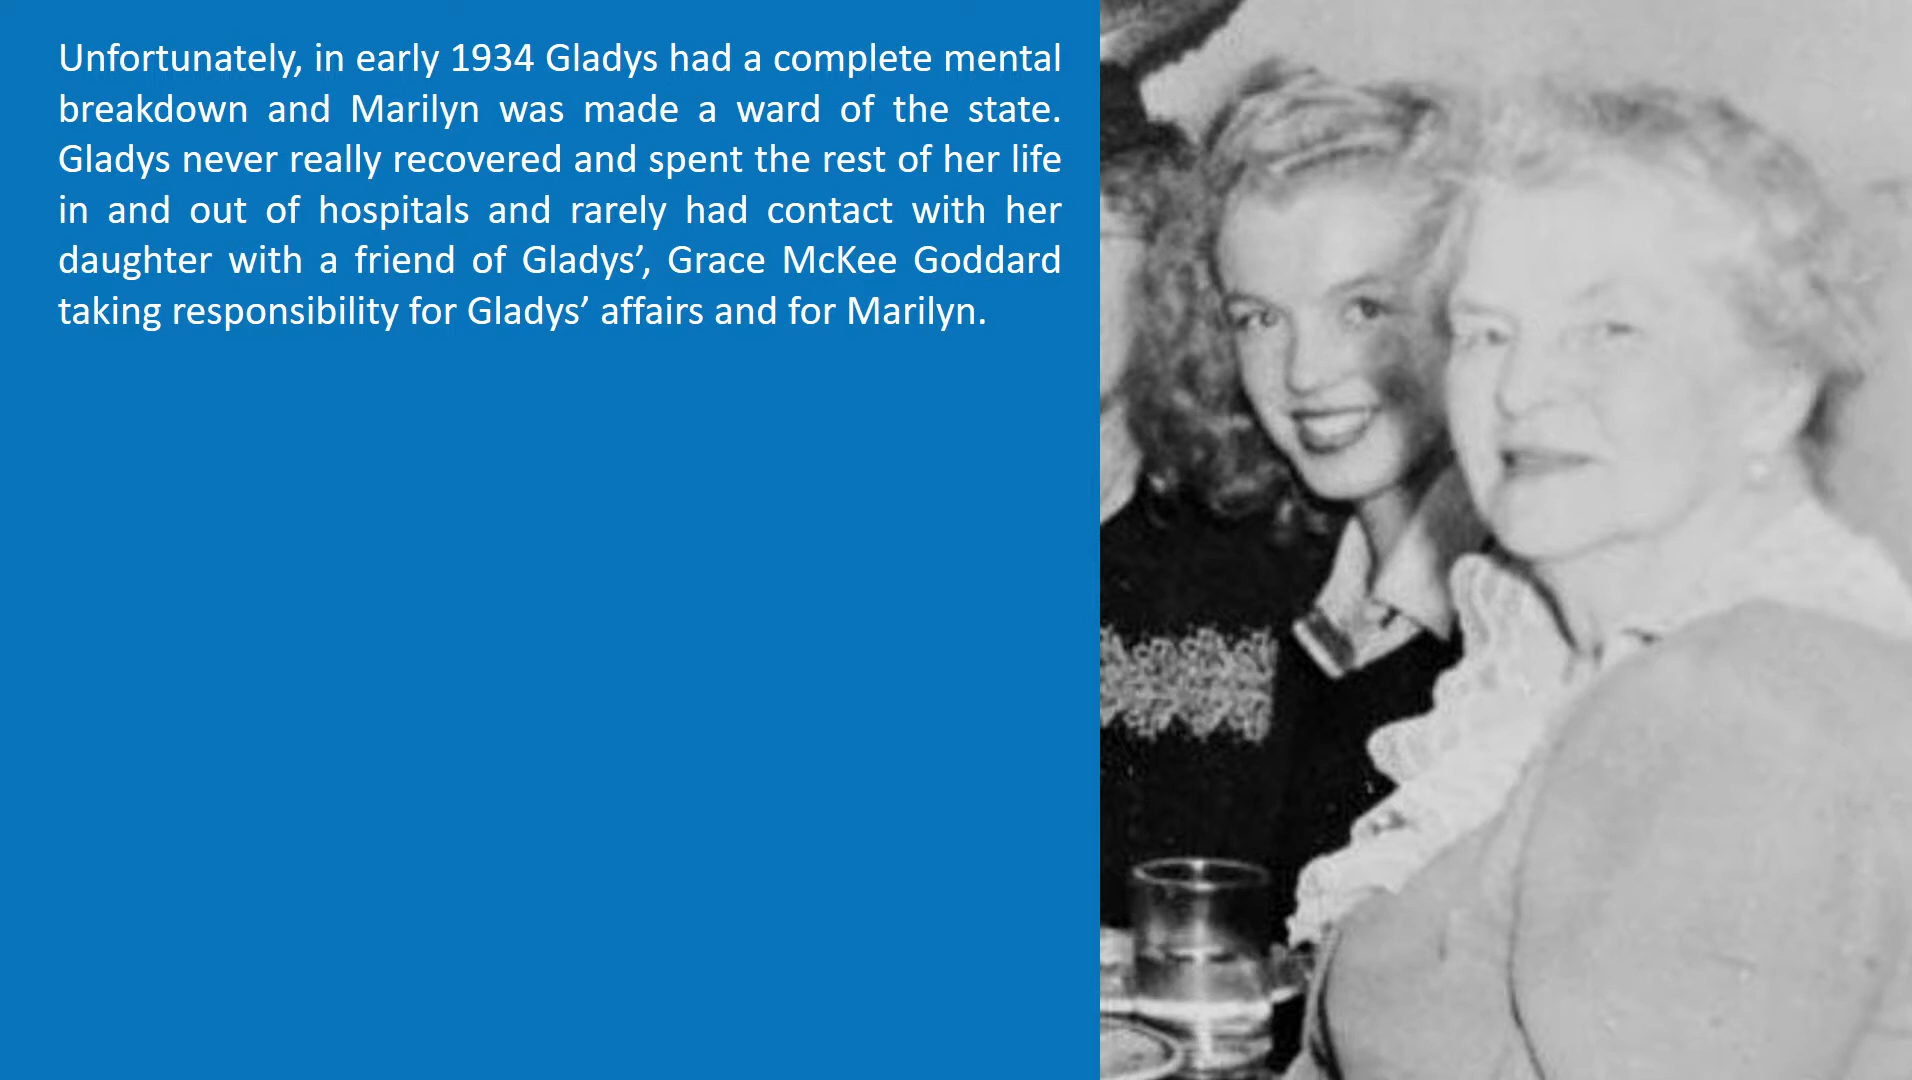 Unfortunately, in early 1934 Gladys had a complete mental
breakdown and Marilyn was made a ward of the state.
Gladys never really recovered and spent the rest of her life
in and out of hospitals and rarely had contact with her
daughter with a friend of Gladys’, Grace McKee Goddard
taking responsibility for Gladys’ affairs and for Marilyn.